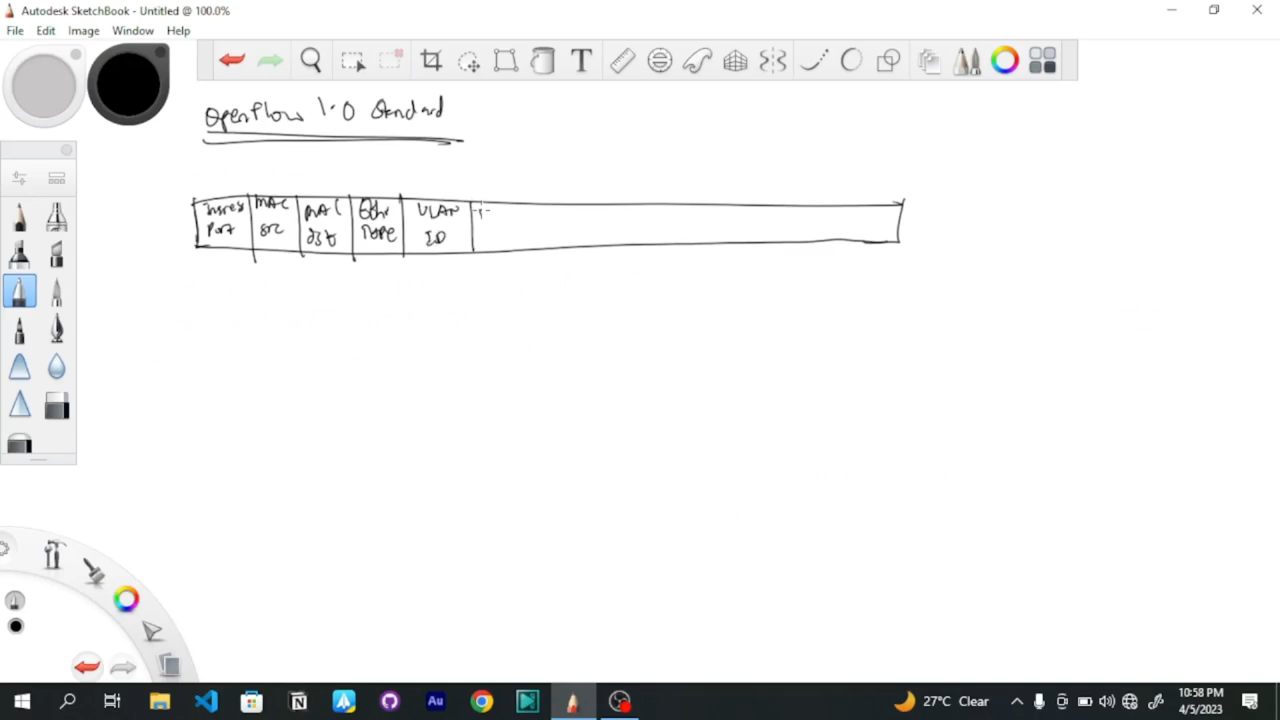 Autodesk SketchBook - Untitled @ 100.0%
File Edit Image Window Help
OpenFlow 1.0 Standard
Ingress Port
MAC src
MAC dst
Ether TYPE
VLAN ID
27°C Clear
10:58 PM
4/5/2023